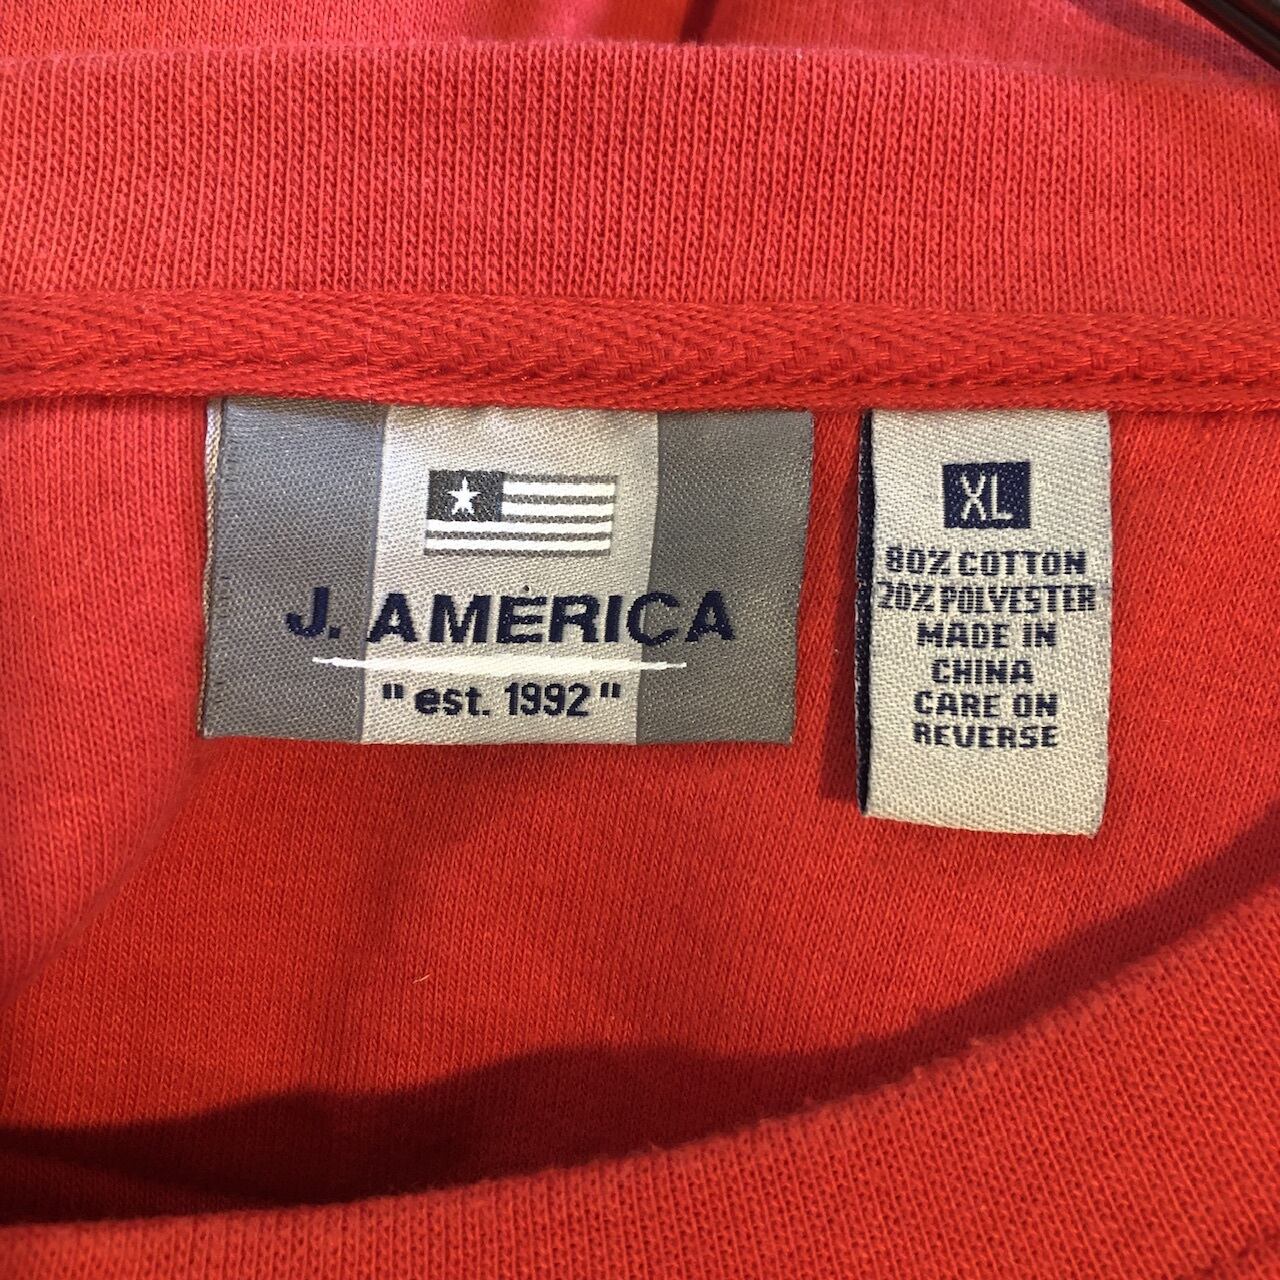 J. AMERICA
"est. 1992"
XL
80% COTTON
20% POLYESTER
MADE IN
CHINA
CARE ON
REVERSE